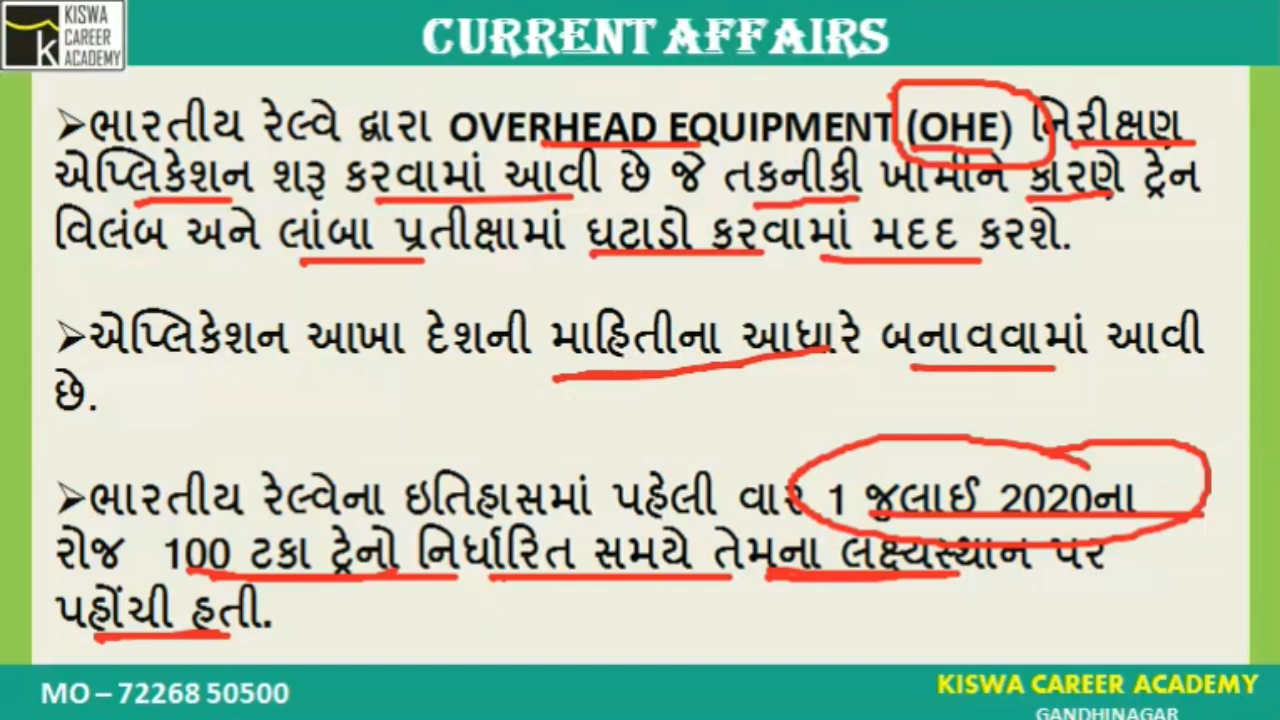 KISWA
CAREER
ACADEMY
CURRENT AFFAIRS
➢ભારતીય રેલ્વે દ્વારા OVERHEAD EQUIPMENT (OHE) નિરીક્ષણ
એપ્લિકેશન શરૂ કરવામાં આવી છે જે તકનીકી ખામીને કારણે ટ્રેન
વિલંબ અને લાંબા પ્રતીક્ષામાં ઘટાડો કરવામાં મદદ કરશે.
➢એપ્લિકેશન આખા દેશની માહિતીના આધારે બનાવવામાં આવી
છે.
➢ભારતીય રેલ્વેના ઇતિહાસમાં પહેલી વાર 1 જુલાઈ 2020ના
રોજ 100 ટકા ટ્રેનો નિર્ધારિત સમયે તેમના લક્ષ્યસ્થાન પર
પહોંચી હતી.
MO – 72268 50500
KISWA CAREER ACADEMY
GANDHINAGAR